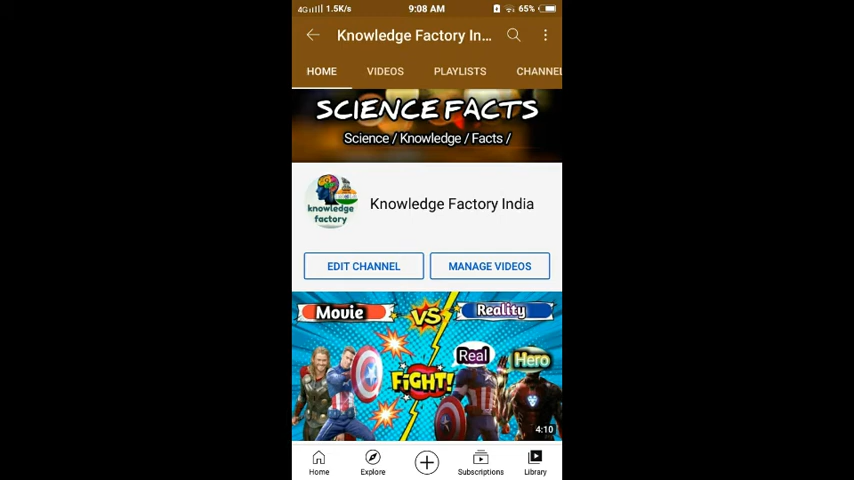 4G 1.5K/s 9:08 AM 65%
Knowledge Factory In...
HOME VIDEOS PLAYLISTS CHANNEL
SCIENCE FACTS
Science / Knowledge / Facts /
knowledge
factory
Knowledge Factory India
EDIT CHANNEL MANAGE VIDEOS
Movie VS Reality
Real
Hero
FIGHT!
4:10
Home Explore Subscriptions Library